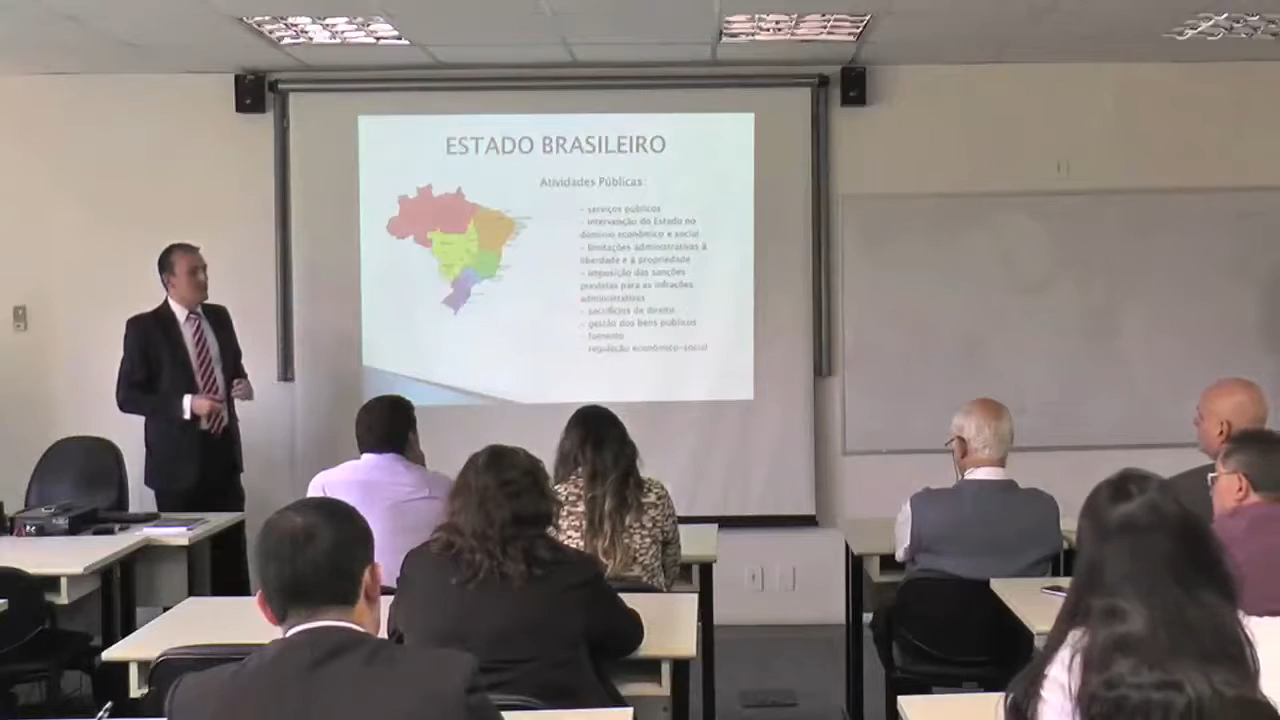 ESTADO BRASILEIRO
Atividades Públicas:
- serviços públicos
- intervenção do Estado no
domínio econômico e social
- limitações administrativas à
liberdade e à propriedade
- imposição das sanções
previstas para as infrações
administrativas
- sacrifícios de direito
- gestão dos bens públicos
- fomento
- regulação econômico-social